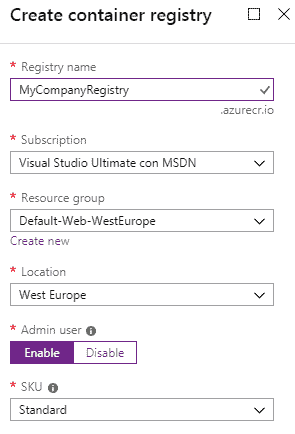 Create container registry
* Registry name
MyCompanyRegistry
.azurecr.io
* Subscription
Visual Studio Ultimate con MSDN
* Resource group
Default-Web-WestEurope
Create new
* Location
West Europe
* Admin user
Enable Disable
* SKU
Standard